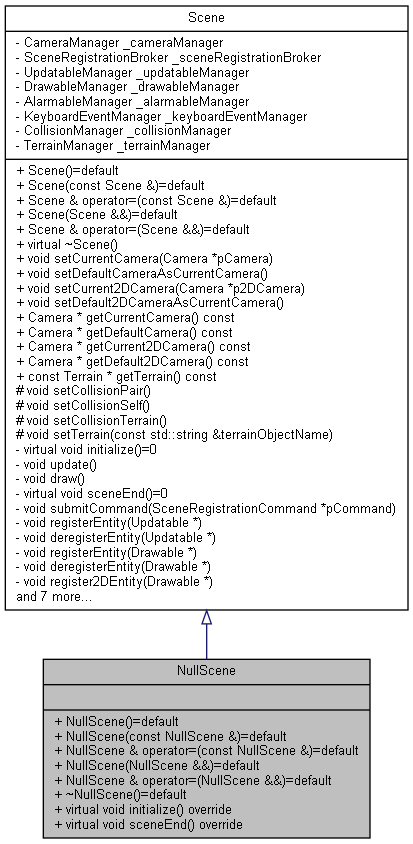 Scene
- CameraManager _cameraManager
- SceneRegistrationBroker _sceneRegistrationBroker
- UpdatableManager _updatableManager
- DrawableManager _drawableManager
- AlarmableManager _alarmableManager
- KeyboardEventManager _keyboardEventManager
- CollisionManager _collisionManager
- TerrainManager _terrainManager
+ Scene()=default
+ Scene(const Scene &)=default
+ Scene & operator=(const Scene &)=default
+ Scene(Scene &&)=default
+ Scene & operator=(Scene &&)=default
+ virtual ~Scene()
+ void setCurrentCamera(Camera *pCamera)
+ void setDefaultCameraAsCurrentCamera()
+ void setCurrent2DCamera(Camera *p2DCamera)
+ void setDefault2DCameraAsCurrentCamera()
+ Camera * getCurrentCamera() const
+ Camera * getDefaultCamera() const
+ Camera * getCurrent2DCamera() const
+ Camera * getDefault2DCamera() const
+ const Terrain * getTerrain() const
# void setCollisionPair()
# void setCollisionSelf()
# void setCollisionTerrain()
# void setTerrain(const std::string &terrainObjectName)
- virtual void initialize()=0
- void update()
- void draw()
- virtual void sceneEnd()=0
- void submitCommand(SceneRegistrationCommand *pCommand)
- void registerEntity(Updatable *)
- void deregisterEntity(Updatable *)
- void registerEntity(Drawable *)
- void deregisterEntity(Drawable *)
- void register2DEntity(Drawable *)
and 7 more...
NullScene
+ NullScene()=default
+ NullScene(const NullScene &)=default
+ NullScene & operator=(const NullScene &)=default
+ NullScene(NullScene &&)=default
+ NullScene & operator=(NullScene &&)=default
+ ~NullScene()=default
+ virtual void initialize() override
+ virtual void sceneEnd() override